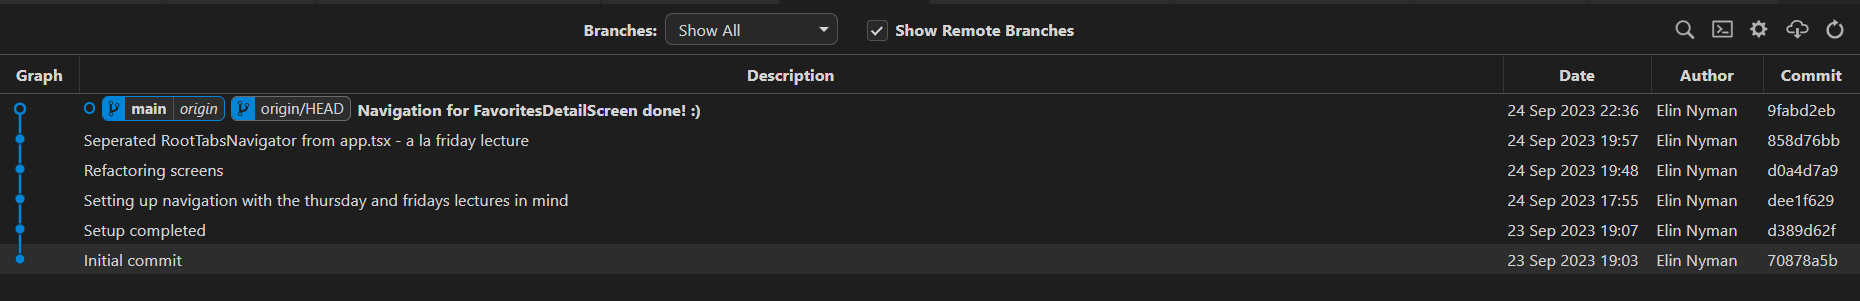 Branches: Show All Show Remote Branches
Graph Description Date Author Commit
main origin origin/HEAD Navigation for FavoritesDetailScreen done! :) 24 Sep 2023 22:36 Elin Nyman 9fabd2eb
Seperated RootTabsNavigator from app.tsx - a la friday lecture 24 Sep 2023 19:57 Elin Nyman 858d76bb
Refactoring screens 24 Sep 2023 19:48 Elin Nyman d0a4d7a9
Setting up navigation with the thursday and fridays lectures in mind 24 Sep 2023 17:55 Elin Nyman dee1f629
Setup completed 23 Sep 2023 19:07 Elin Nyman d389d62f
Initial commit 23 Sep 2023 19:03 Elin Nyman 70878a5b